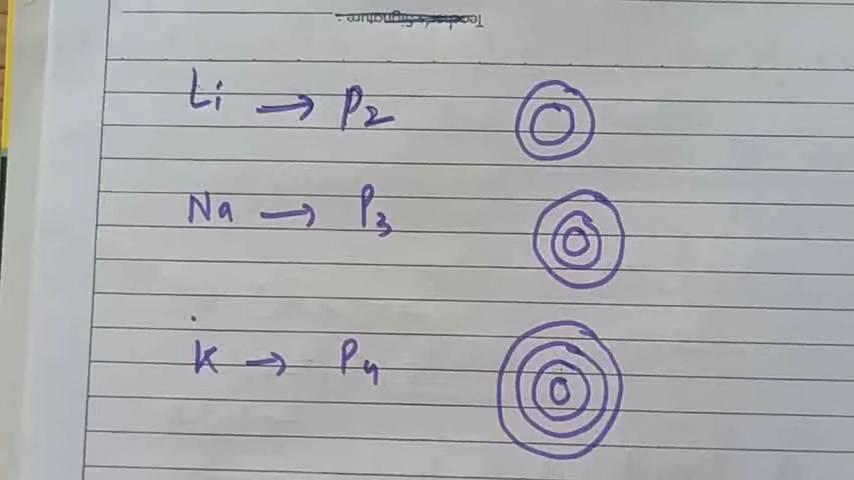 Li → P2
Na → P3
K → P4